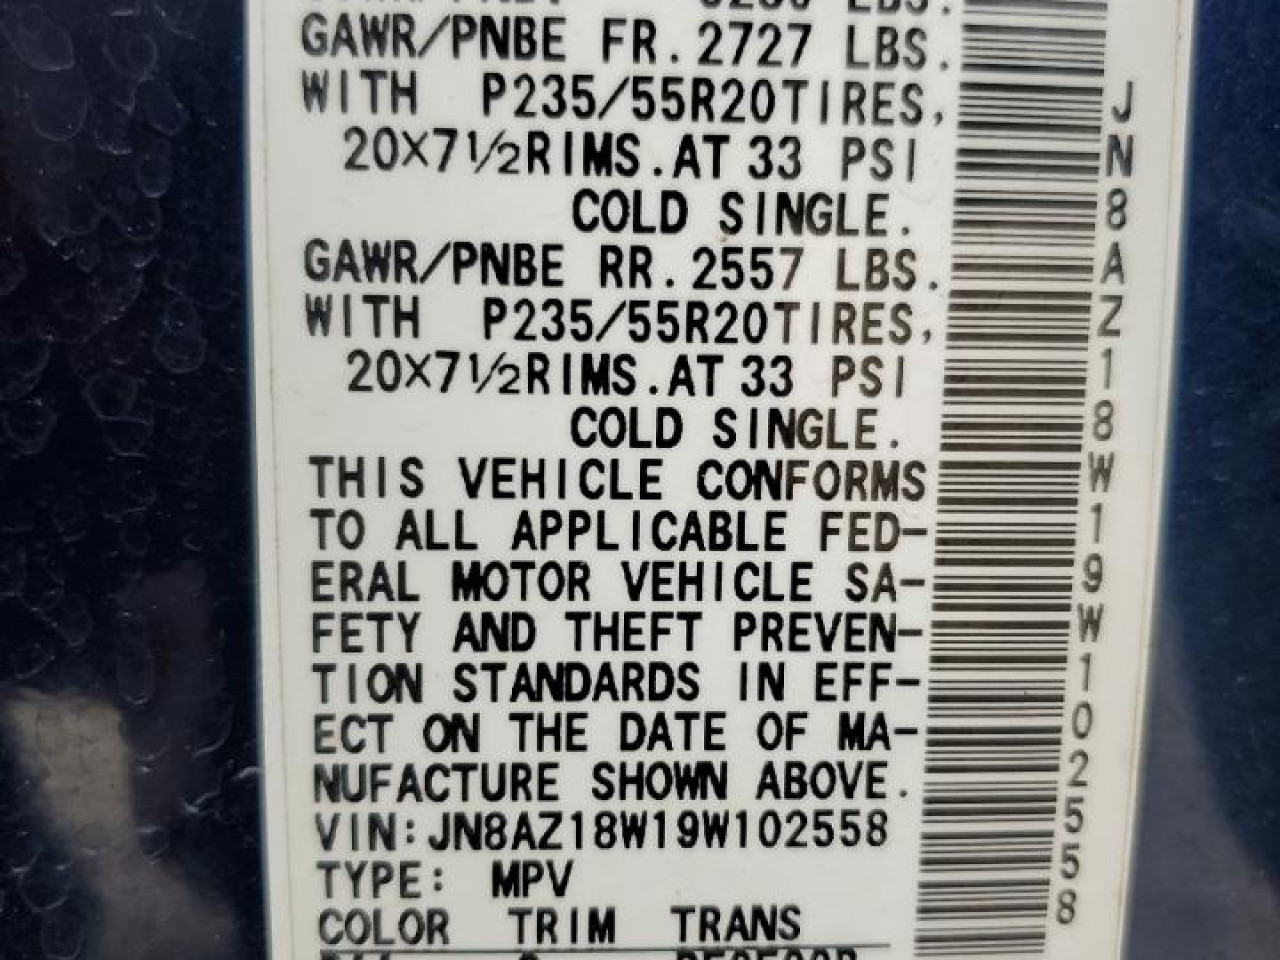 LBS.
GAWR/PNBE FR. 2727 LBS.
WITH P235/55R20TIRES,
20X7½RIMS.AT 33 PSI
COLD SINGLE.
GAWR/PNBE RR. 2557 LBS.
WITH P235/55R20TIRES,
20X7½RIMS.AT 33 PSI
COLD SINGLE.
THIS VEHICLE CONFORMS
TO ALL APPLICABLE FED-
ERAL MOTOR VEHICLE SA-
FETY AND THEFT PREVEN-
TION STANDARDS IN EFF-
ECT ON THE DATE OF MA-
NUFACTURE SHOWN ABOVE.
VIN:JN8AZ18W19W102558
TYPE: MPV
COLOR TRIM TRANS
JN8AZ18W19W102558